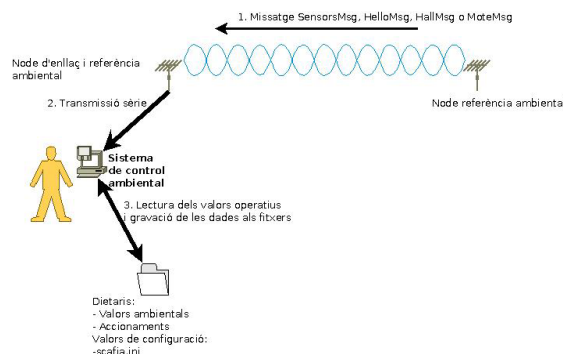 1. Missatge SensorsMsg, HelloMsg, HallMsg o MoteMsg
Node d'enllaç i referència
ambiental
Node referència ambienta
2. Transmissió sèrie
Sistema
de control
ambiental
3. Lectura dels valors operatius
i gravació de les dades als fitxers
Dietaris:
- Valors ambientals
- Accionaments
Valors de configuració:
-scafia.ini